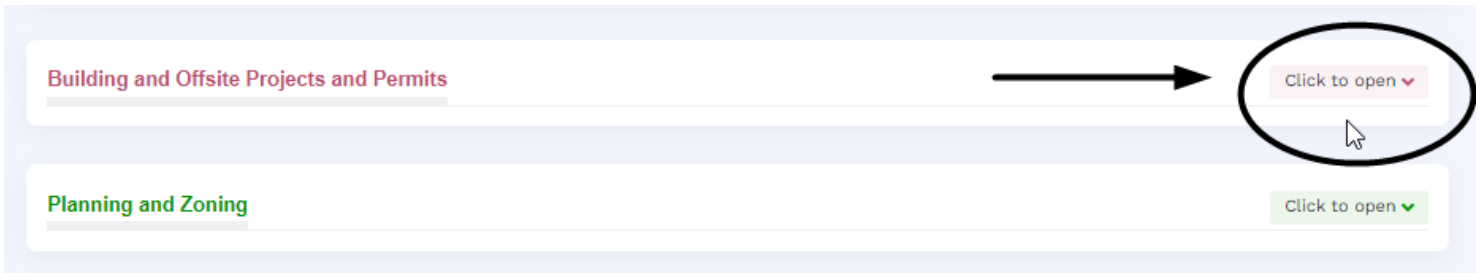 Building and Offsite Projects and Permits
Click to open
Planning and Zoning
Click to open